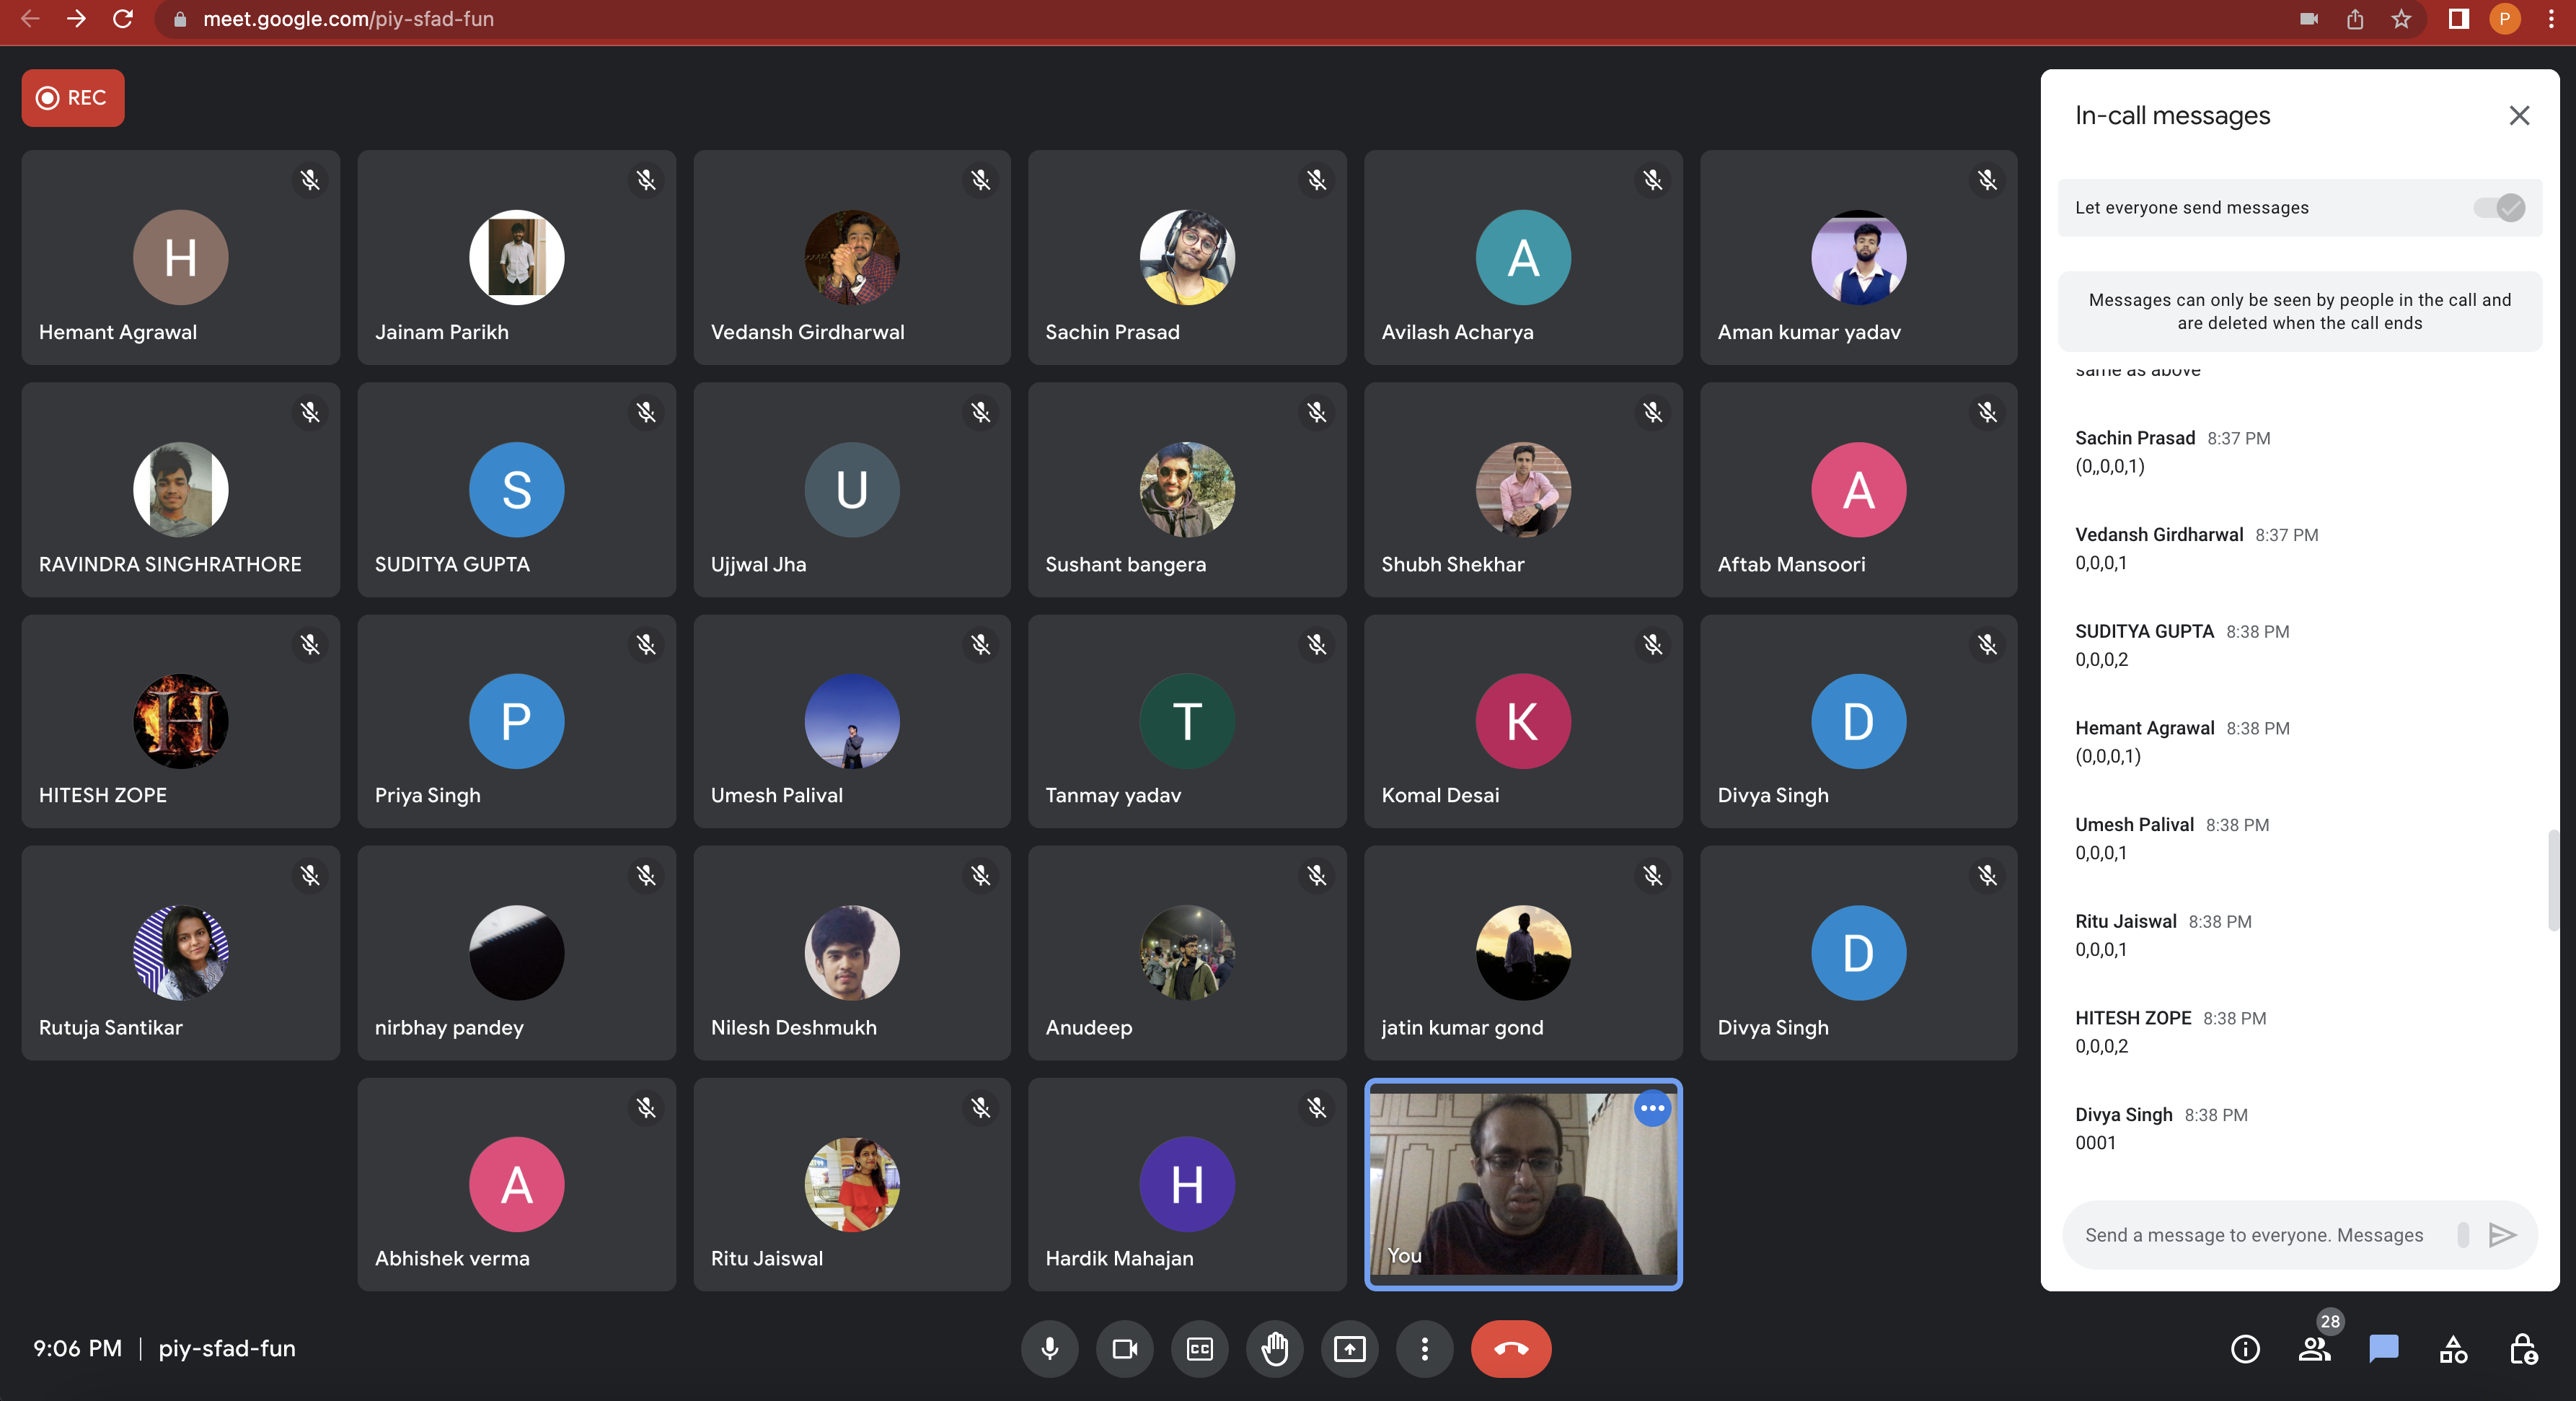 meet.google.com/piy-sfad-fun
P
REC
H
Hemant Agrawal
Jainam Parikh
Vedansh Girdharwal
Sachin Prasad
A
Avilash Acharya
Aman kumar yadav
RAVINDRA SINGHRATHORE
S
SUDITYA GUPTA
U
Ujjwal Jha
Sushant bangera
Shubh Shekhar
A
Aftab Mansoori
H
HITESH ZOPE
P
Priya Singh
Umesh Palival
T
Tanmay yadav
K
Komal Desai
D
Divya Singh
Rutuja Santikar
nirbhay pandey
Nilesh Deshmukh
Anudeep
jatin kumar gond
D
Divya Singh
A
Abhishek verma
Ritu Jaiswal
H
Hardik Mahajan
You
In-call messages
Let everyone send messages
Messages can only be seen by people in the call and
are deleted when the call ends
same as above
Sachin Prasad 8:37 PM
(0,,0,0,1)
Vedansh Girdharwal 8:37 PM
0,0,0,1
SUDITYA GUPTA 8:38 PM
0,0,0,2
Hemant Agrawal 8:38 PM
(0,0,0,1)
Umesh Palival 8:38 PM
0,0,0,1
Ritu Jaiswal 8:38 PM
0,0,0,1
HITESH ZOPE 8:38 PM
0,0,0,2
Divya Singh 8:38 PM
0001
Send a message to everyone. Messages
9:06 PM | piy-sfad-fun
CC
28